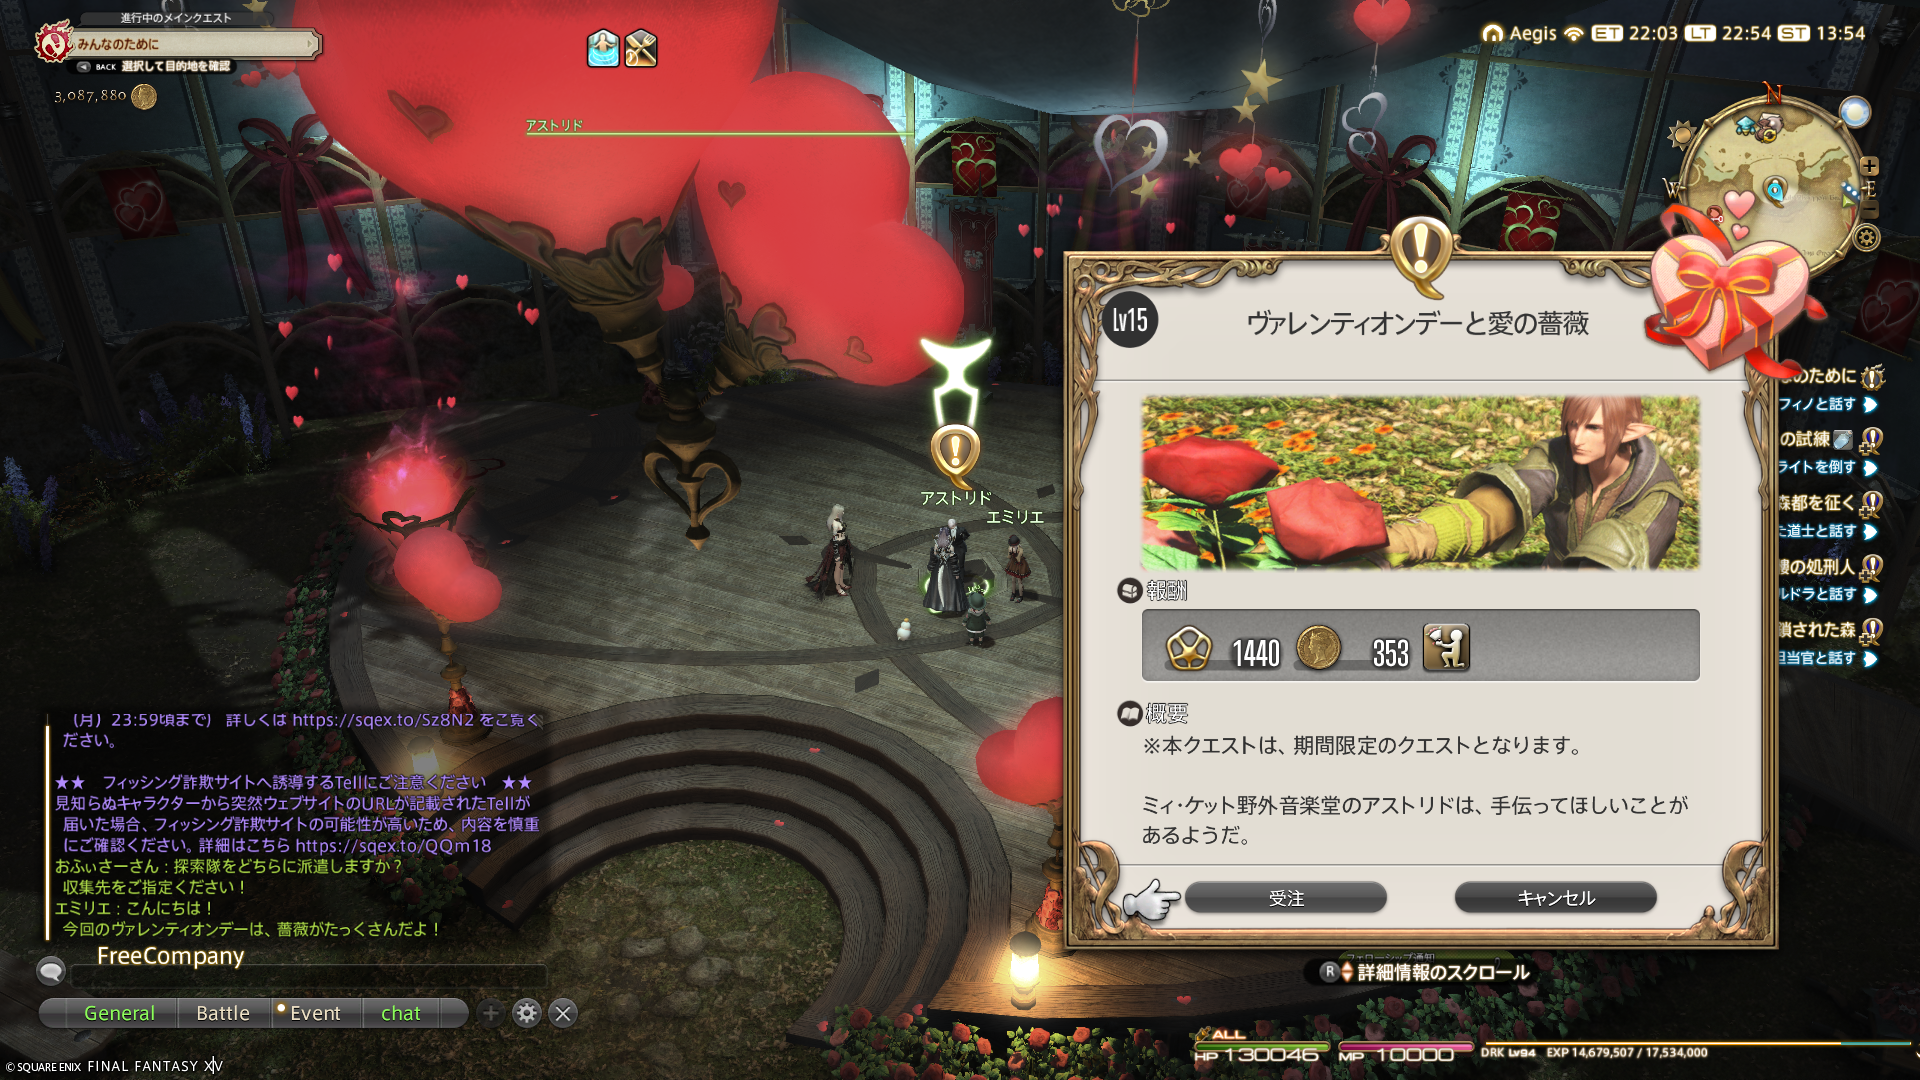 進行中のメインクエスト
みんなのために
BACK 選択して目的地を確認
3,087,880
アストリド
Aegis ET 22:03 LT 22:54 ST 13:54
N
W
E
アストリド
エミリエ
Lv15
ヴァレンティオンデーと愛の薔薇
報酬
1440 353
概要
※本クエストは、期間限定のクエストとなります。
ミィ・ケット野外音楽堂のアストリドは、手伝ってほしいことが
あるようだ。
受注 キャンセル
R 詳細情報のスクロール
のために
フィノと話す
の試練
ライトを倒す
森都を征く
道士と話す
の処刑人
ルドラと話す
された森
担当官と話す
(月) 23:59頃まで) 詳しくは https://sqex.to/Sz8N2 をご覧く
ださい。
★★ フィッシング詐欺サイトへ誘導するTellにご注意ください ★★
見知らぬキャラクターから突然ウェブサイトのURLが記載されたTellが
届いた場合、フィッシング詐欺サイトの可能性が高いため、内容を慎重
にご確認ください。詳細はこちら https://sqex.to/QQm18
おふぃさーさん : 探索隊をどちらに派遣しますか?
収集先をご指定ください!
エミリエ : こんにちは!
今回のヴァレンティオンデーは、薔薇がたっくさんだよ!
FreeCompany
General Battle Event chat
ALL
HP 130046 MP 10000
DRK Lv94 EXP 14,679,507 / 17,534,000
© SQUARE ENIX FINAL FANTASY XIV